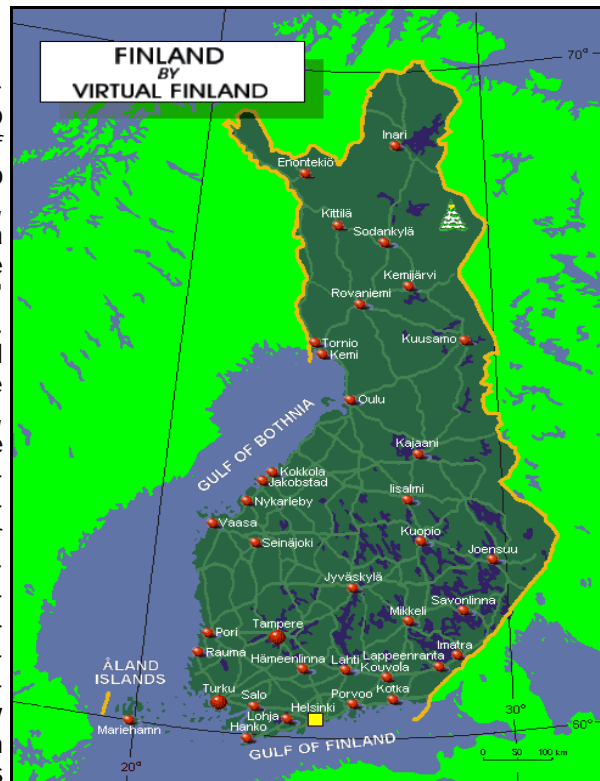 FINLAND
BY
VIRTUAL FINLAND
70°
Inari
Enontekiö
Kittilä
Sodankylä
Kemijärvi
Rovaniemi
Tornio
Kuusamo
Kemi
Oulu
GULF OF BOTHNIA
Kajaani
Kokkola
Jakobstad
Iisalmi
Nykarleby
Vaasa
Kuopio
Seinäjoki
Joensuu
Jyväskylä
Savonlinna
Mikkeli
Tampere
Pori
Imatra
Rauma
Lappeenranta
Hämeenlinna
Lahti
Kouvola
ÅLAND
ISLANDS
Turku
Salo
Porvoo
Kotka
Helsinki
Lohja
Mariehamn
Hanko
GULF OF FINLAND
30°
60°
20°
0 50 100 km